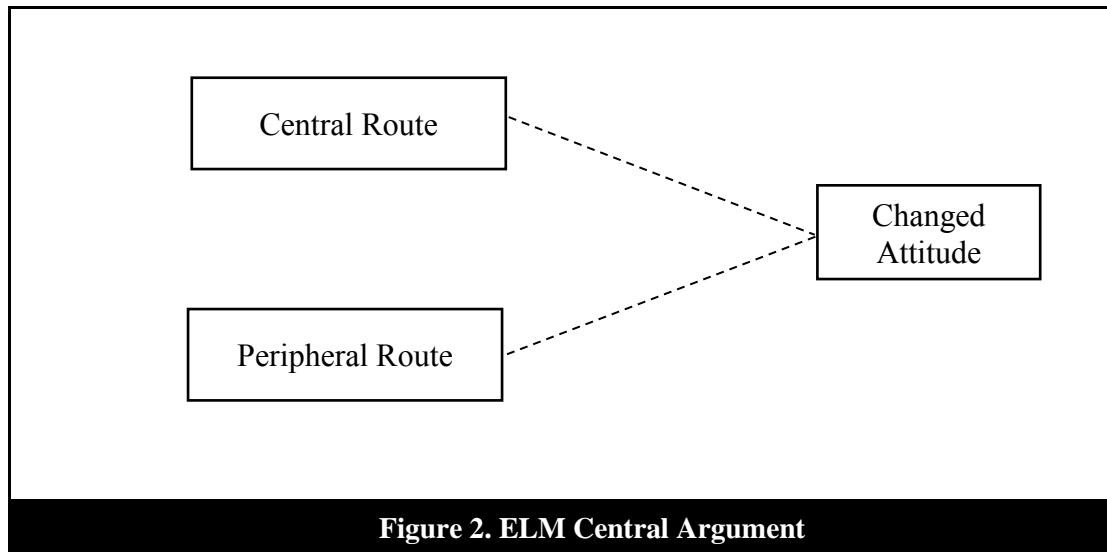 Central Route
Changed
Attitude
Peripheral Route
Figure 2. ELM Central Argument